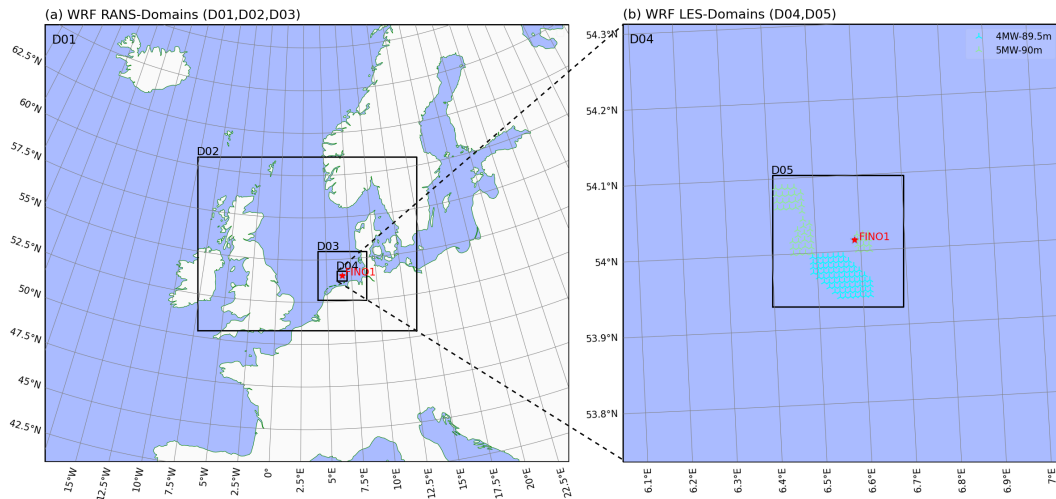 (a) WRF RANS-Domains (D01,D02,D03)
D01
D02
D03
D04
FINO1
62.5°N
60°N
57.5°N
55°N
52.5°N
50°N
47.5°N
45°N
42.5°N
15°W
12.5°W
10°W
7.5°W
5°W
2.5°W
0°
2.5°E
5°E
7.5°E
10°E
12.5°E
15°E
17.5°E
20°E
22.5°E
(b) WRF LES-Domains (D04,D05)
D04
4MW-89.5m
5MW-90m
D05
FINO1
54.3°N
54.2°N
54.1°N
54°N
53.9°N
53.8°N
6.1°E
6.2°E
6.3°E
6.4°E
6.5°E
6.6°E
6.7°E
6.8°E
6.9°E
7°E